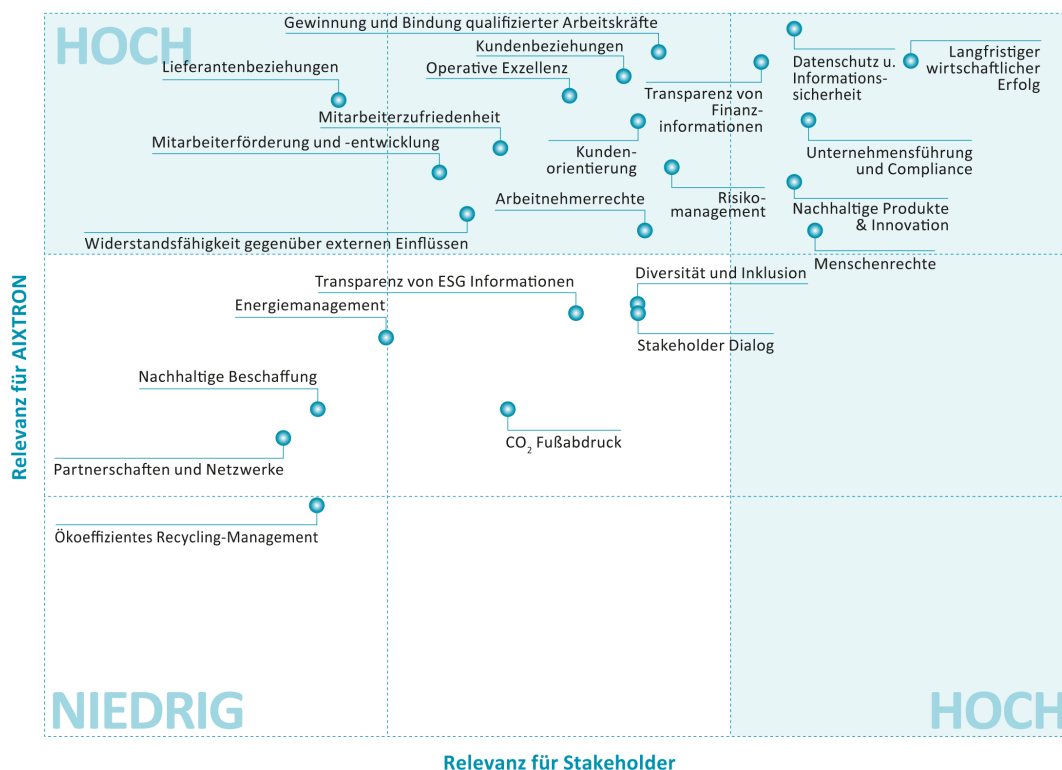 HOCH
Gewinnung und Bindung qualifizierter Arbeitskräfte
Kundenbeziehungen
Lieferantenbeziehungen
Operative Exzellenz
Transparenz von
Finanz-
informationen
Datenschutz u.
Informations-
sicherheit
Langfristiger
wirtschaftlicher
Erfolg
Mitarbeiterzufriedenheit
Mitarbeiterförderung und -entwicklung
Kunden-
orientierung
Unternehmensführung
und Compliance
Arbeitnehmerrechte
Risiko-
management
Nachhaltige Produkte
& Innovation
Widerstandsfähigkeit gegenüber externen Einflüssen
Menschenrechte
Transparenz von ESG Informationen
Diversität und Inklusion
Energiemanagement
Stakeholder Dialog
Nachhaltige Beschaffung
CO₂ Fußabdruck
Partnerschaften und Netzwerke
Ökoeffizientes Recycling-Management
Relevanz für AIXTRON
NIEDRIG
HOCH
Relevanz für Stakeholder